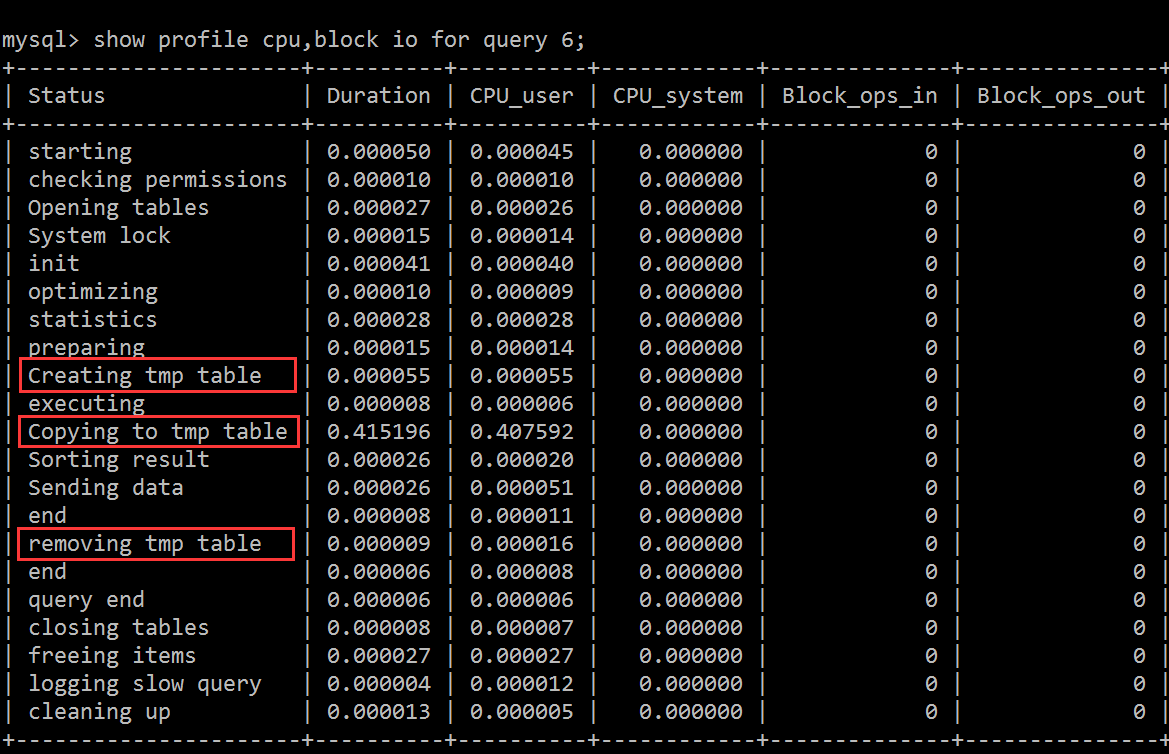 mysql> show profile cpu,block io for query 6;
+----------------------+----------+----------+------------+--------------+---------------+
| Status               | Duration | CPU_user | CPU_system | Block_ops_in | Block_ops_out |
+----------------------+----------+----------+------------+--------------+---------------+
| starting             | 0.000050 | 0.000045 |   0.000000 |            0 |             0 |
| checking permissions | 0.000010 | 0.000010 |   0.000000 |            0 |             0 |
| Opening tables       | 0.000027 | 0.000026 |   0.000000 |            0 |             0 |
| System lock          | 0.000015 | 0.000014 |   0.000000 |            0 |             0 |
| init                 | 0.000041 | 0.000040 |   0.000000 |            0 |             0 |
| optimizing           | 0.000010 | 0.000009 |   0.000000 |            0 |             0 |
| statistics           | 0.000028 | 0.000028 |   0.000000 |            0 |             0 |
| preparing            | 0.000015 | 0.000014 |   0.000000 |            0 |             0 |
| Creating tmp table   | 0.000055 | 0.000055 |   0.000000 |            0 |             0 |
| executing            | 0.000008 | 0.000006 |   0.000000 |            0 |             0 |
| Copying to tmp table | 0.415196 | 0.407592 |   0.000000 |            0 |             0 |
| Sorting result       | 0.000026 | 0.000020 |   0.000000 |            0 |             0 |
| Sending data         | 0.000026 | 0.000051 |   0.000000 |            0 |             0 |
| end                  | 0.000008 | 0.000011 |   0.000000 |            0 |             0 |
| removing tmp table   | 0.000009 | 0.000016 |   0.000000 |            0 |             0 |
| end                  | 0.000006 | 0.000008 |   0.000000 |            0 |             0 |
| query end            | 0.000006 | 0.000006 |   0.000000 |            0 |             0 |
| closing tables       | 0.000008 | 0.000007 |   0.000000 |            0 |             0 |
| freeing items        | 0.000027 | 0.000027 |   0.000000 |            0 |             0 |
| logging slow query   | 0.000004 | 0.000012 |   0.000000 |            0 |             0 |
| cleaning up          | 0.000013 | 0.000005 |   0.000000 |            0 |             0 |
+----------------------+----------+----------+------------+--------------+---------------+